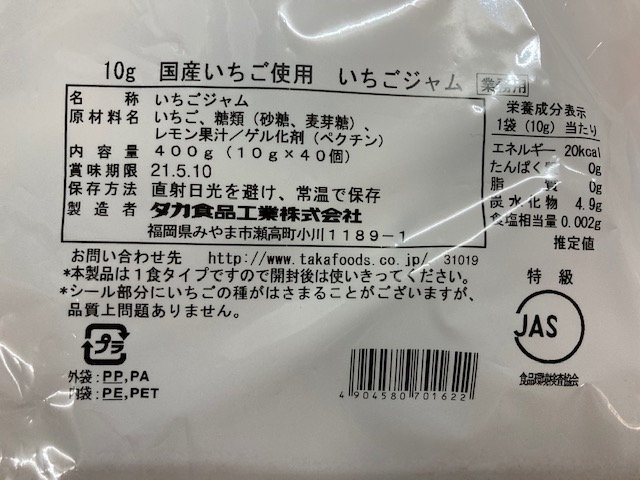 10g 国産いちご使用 いちごジャム 業務用
名称 いちごジャム
原材料名 いちご、糖類(砂糖、麦芽糖)、
レモン果汁/ゲル化剤(ペクチン)
内容量 400g(10g×40個)
賞味期限 21.5.10
保存方法 直射日光を避け、常温で保存
製造者 タカ食品工業株式会社
福岡県みやま市瀬高町小川1189-1
栄養成分表示
1袋(10g)当たり
エネルギー 20kcal
たんぱく質 0g
脂質 0g
炭水化物 4.9g
食塩相当量 0.002g
推定値
お問い合わせ先 http://www.takafoods.co.jp/ 31019
*本製品は1食タイプですので開封後は使いきってください。
*シール部分にいちごの種がはさまることがございますが、
品質上問題ありません。
特級
JAS
食品環境検査協会
プラ
外袋:PP,PA
内袋:PE,PET
4904580701622